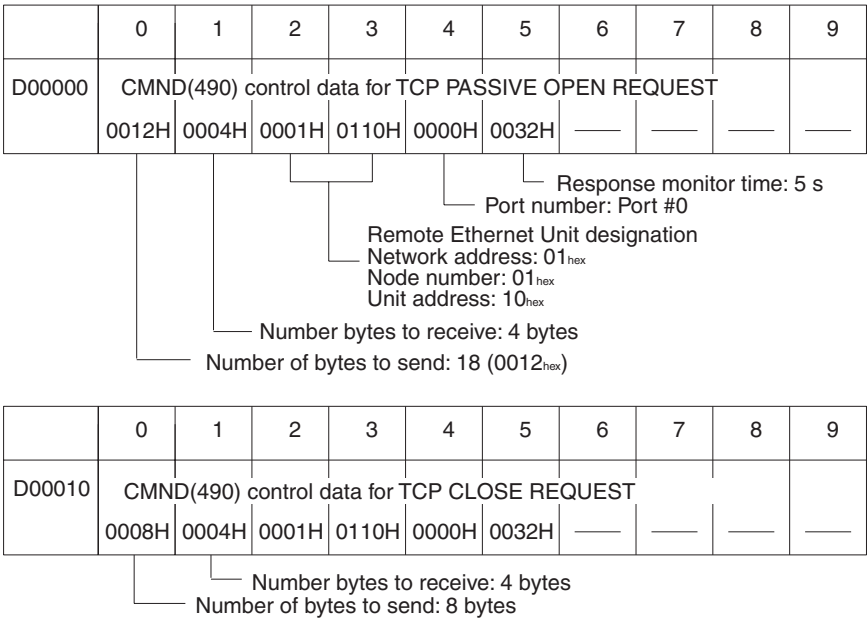 0 1 2 3 4 5 6 7 8 9
D00000 CMND(490) control data for TCP PASSIVE OPEN REQUEST
0012H 0004H 0001H 0110H 0000H 0032H
Response monitor time: 5 s
Port number: Port #0
Remote Ethernet Unit designation
Network address: 01hex
Node number: 01hex
Unit address: 10hex
Number bytes to receive: 4 bytes
Number of bytes to send: 18 (0012hex)
0 1 2 3 4 5 6 7 8 9
D00010 CMND(490) control data for TCP CLOSE REQUEST
0008H 0004H 0001H 0110H 0000H 0032H
Number bytes to receive: 4 bytes
Number of bytes to send: 8 bytes